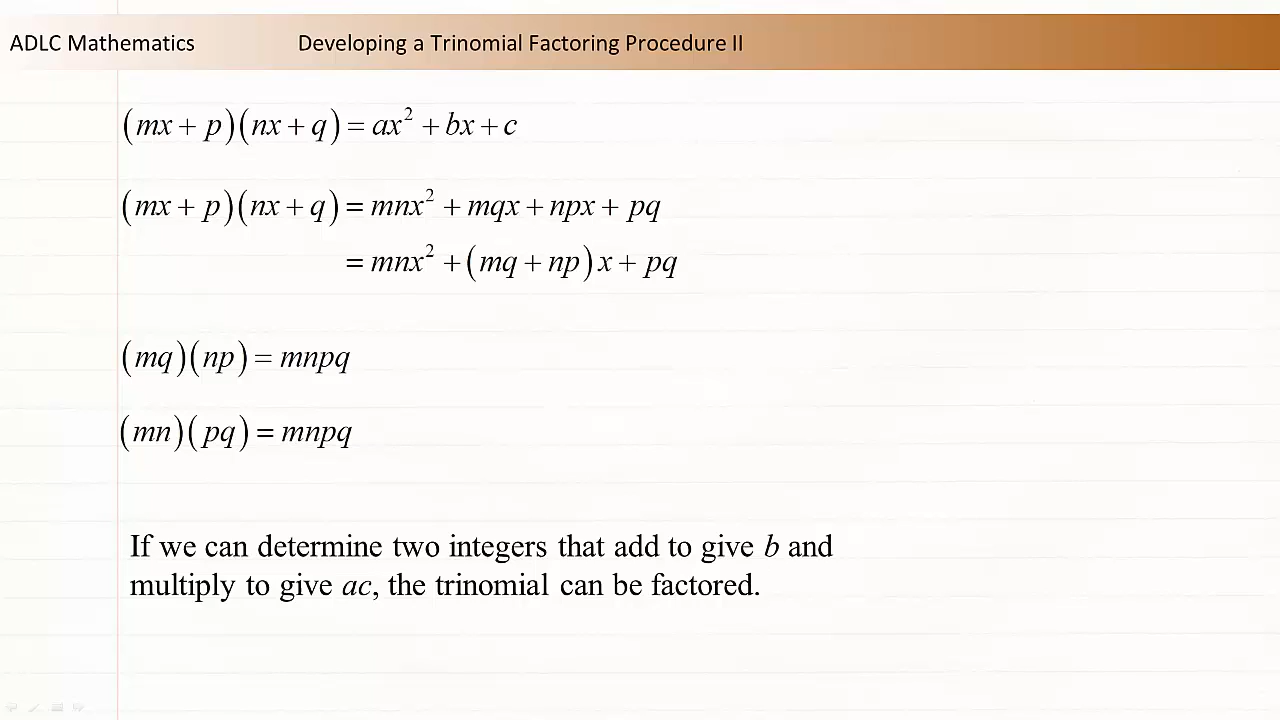 ADLC Mathematics Developing a Trinomial Factoring Procedure II
(mx + p)(nx + q) = ax² + bx + c
(mx + p)(nx + q) = mnx² + mqx + npx + pq
= mnx² + (mq + np)x + pq
(mq)(np) = mnpq
(mn)(pq) = mnpq
If we can determine two integers that add to give b and
multiply to give ac, the trinomial can be factored.